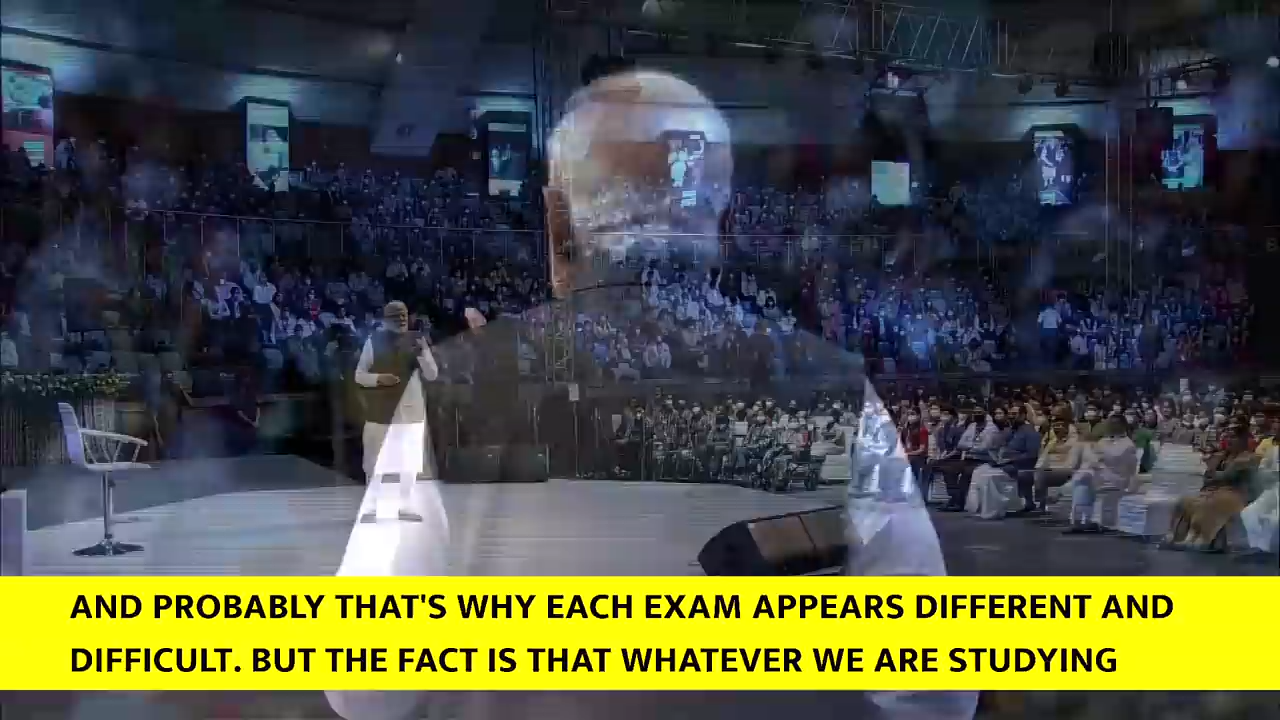 AND PROBABLY THAT'S WHY EACH EXAM APPEARS DIFFERENT AND
DIFFICULT. BUT THE FACT IS THAT WHATEVER WE ARE STUDYING